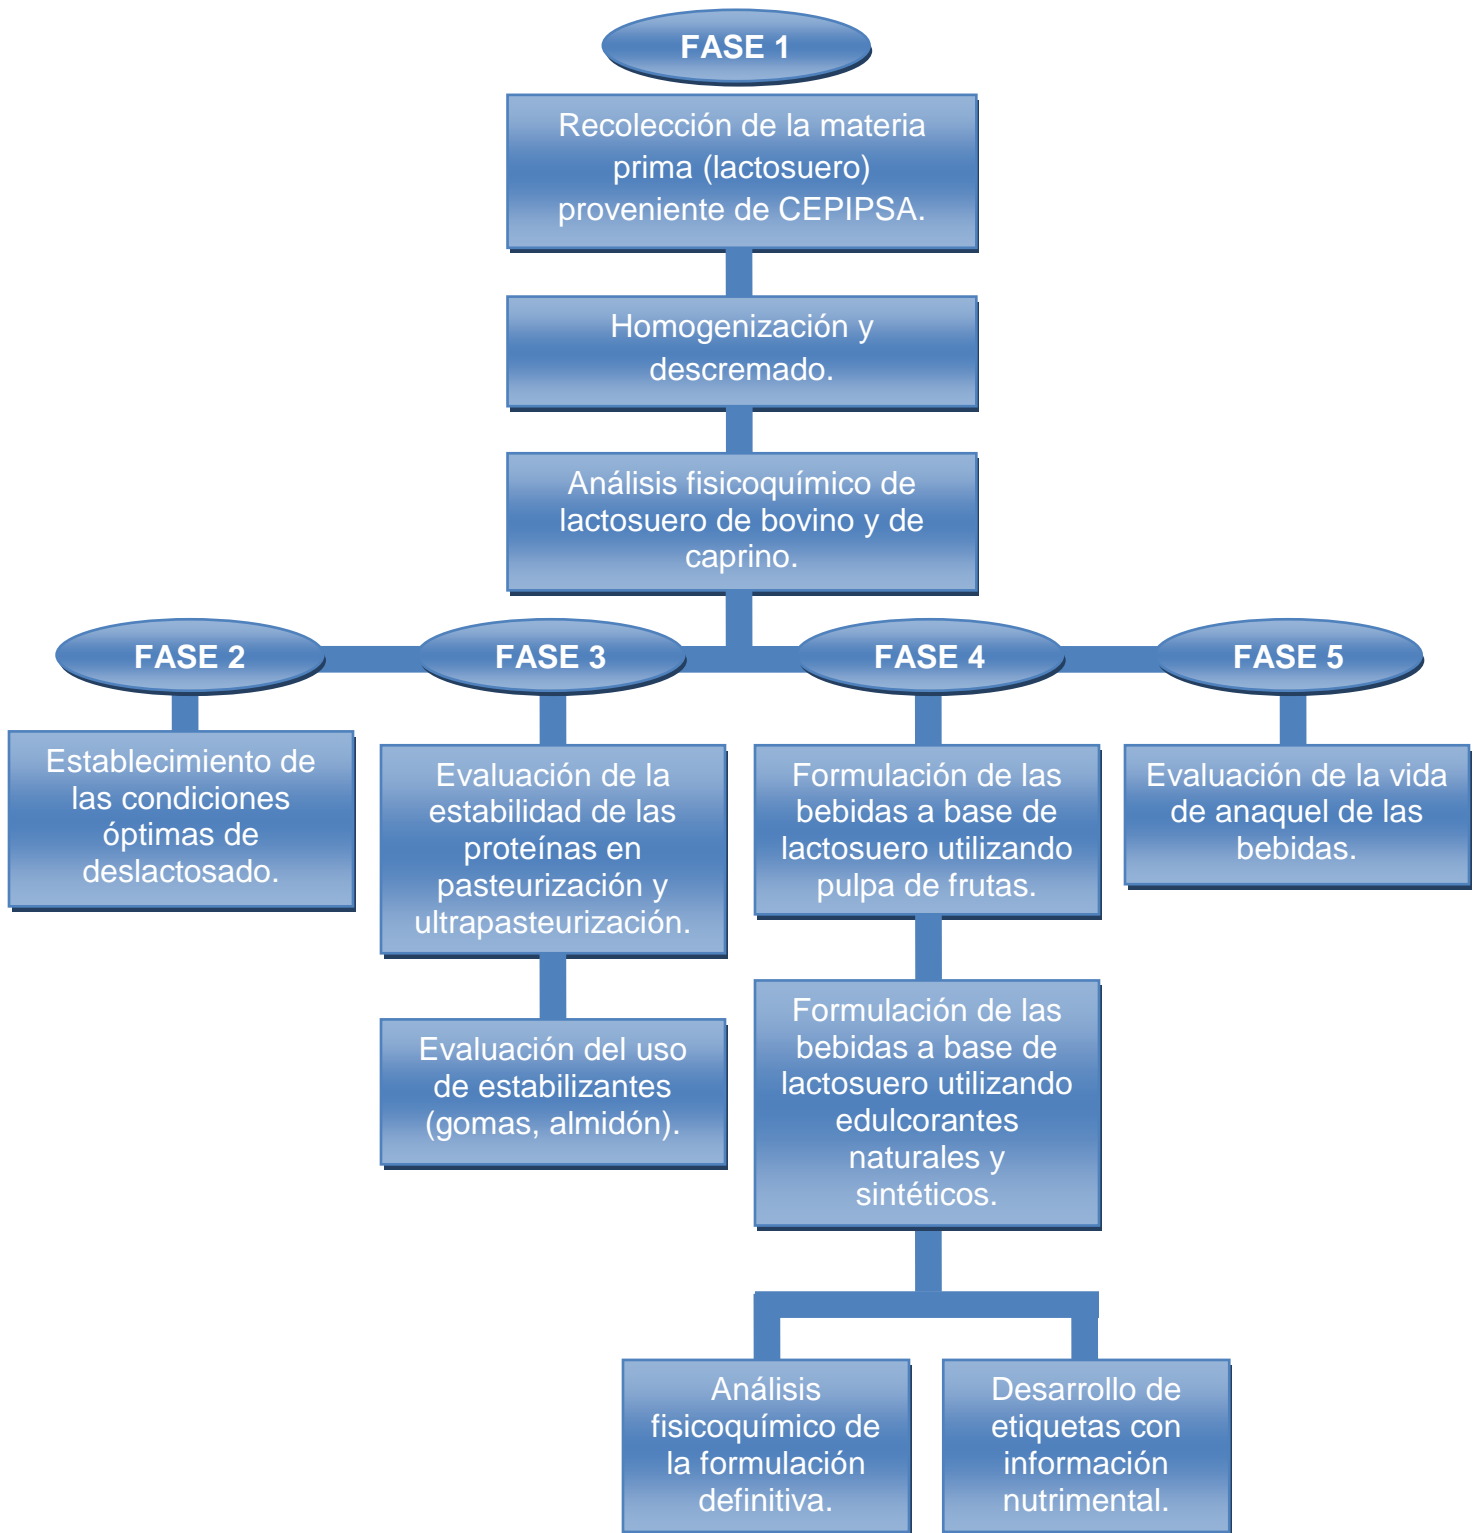 FASE 1
Recolección de la materia
prima (lactosuero)
proveniente de CEPIPSA.
Homogenización y
descremado.
Análisis fisicoquímico de
lactosuero de bovino y de
caprino.
FASE 2
Establecimiento de
las condiciones
óptimas de
deslactosado.
FASE 3
Evaluación de la
estabilidad de las
proteínas en
pasteurización y
ultrapasteurización.
Evaluación del uso
de estabilizantes
(gomas, almidón).
FASE 4
Formulación de las
bebidas a base de
lactosuero utilizando
pulpa de frutas.
Formulación de las
bebidas a base de
lactosuero utilizando
edulcorantes
naturales y
sintéticos.
Análisis
fisicoquímico de
la formulación
definitiva.
Desarrollo de
etiquetas con
información
nutrimental.
FASE 5
Evaluación de la vida
de anaquel de las
bebidas.